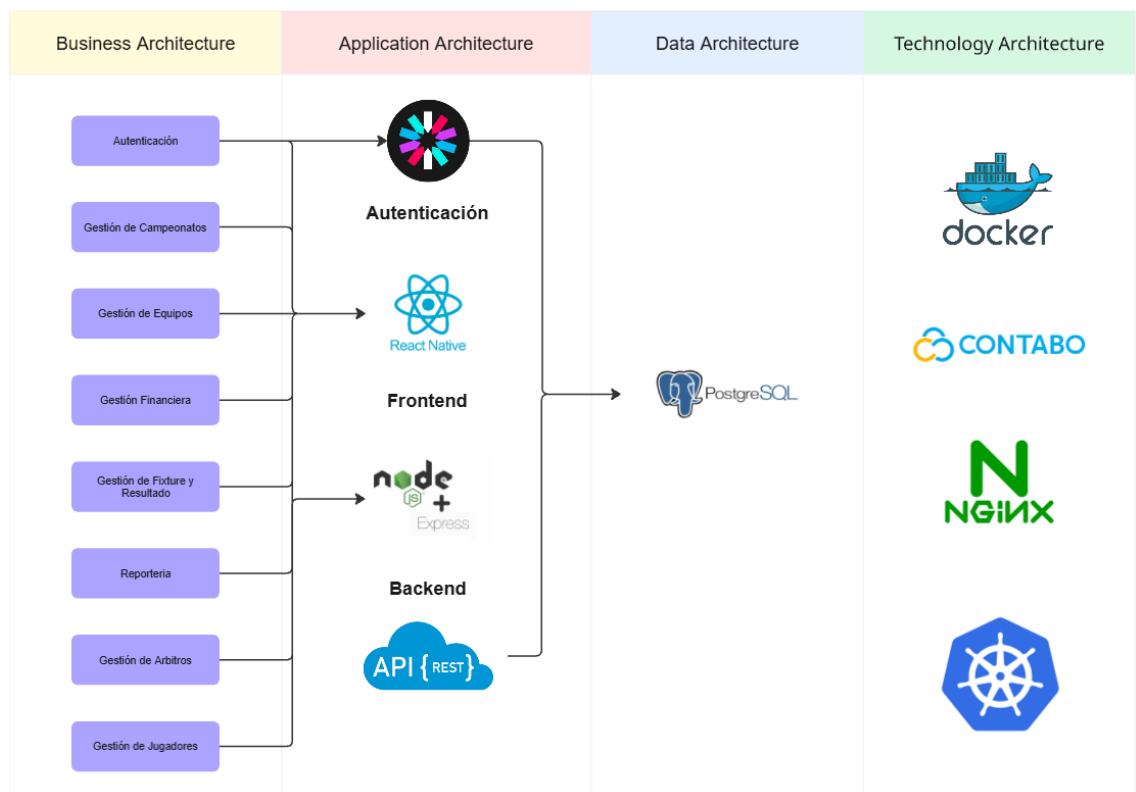 Business Architecture
Application Architecture
Data Architecture
Technology Architecture
Autenticación
Gestión de Campeonatos
Gestión de Equipos
Gestión Financiera
Gestión de Fixture y
Resultado
Reporteria
Gestión de Arbitros
Gestión de Jugadores
Autenticación
React Native
Frontend
node
JS
+
Express
Backend
API {REST}
PostgreSQL
docker
CONTABO
N
NGINX